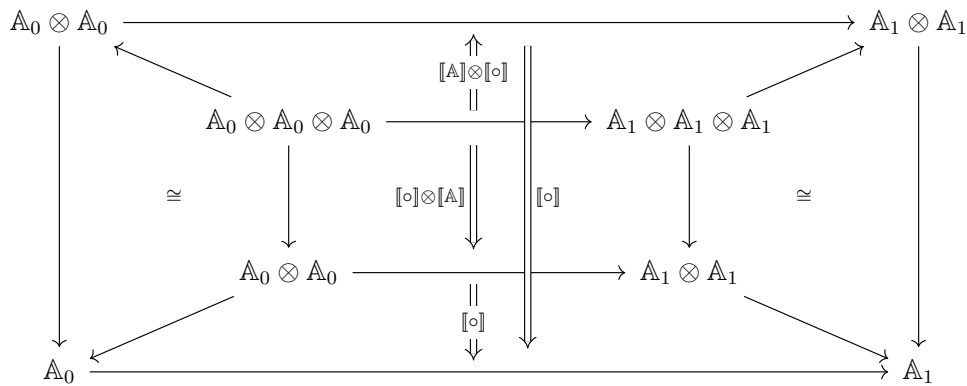 𝔸₀ ⊗ 𝔸₀ 𝔸₁ ⊗ 𝔸₁
⟦𝔸⟧⊗⟦∘⟧
𝔸₀ ⊗ 𝔸₀ ⊗ 𝔸₀ 𝔸₁ ⊗ 𝔸₁ ⊗ 𝔸₁
≅ ⟦∘⟧⊗⟦𝔸⟧ ⟦∘⟧ ≅
𝔸₀ ⊗ 𝔸₀ 𝔸₁ ⊗ 𝔸₁
⟦∘⟧
𝔸₀ 𝔸₁